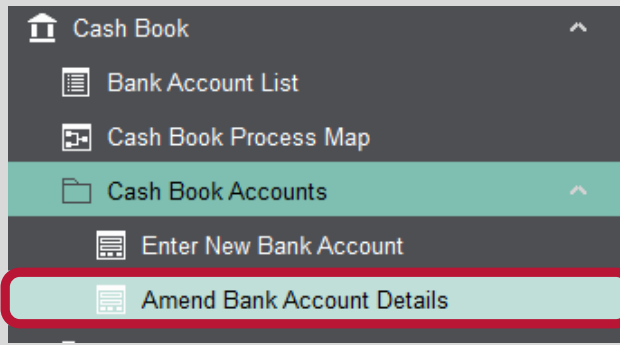 Cash Book
Bank Account List
Cash Book Process Map
Cash Book Accounts
Enter New Bank Account
Amend Bank Account Details